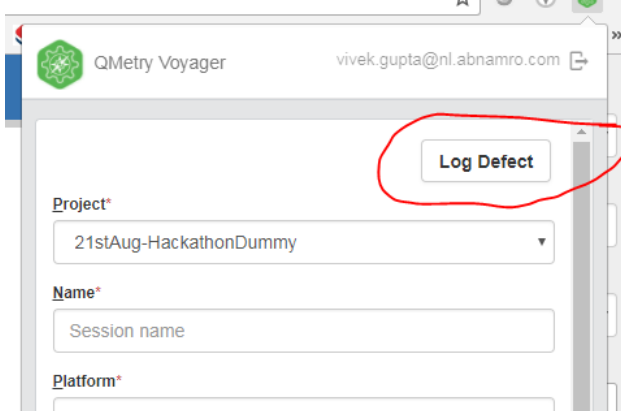 QMetry Voyager vivek.gupta@nl.abnamro.com
»
Log Defect
Project*
21stAug-HackathonDummy
Name*
Session name
Platform*